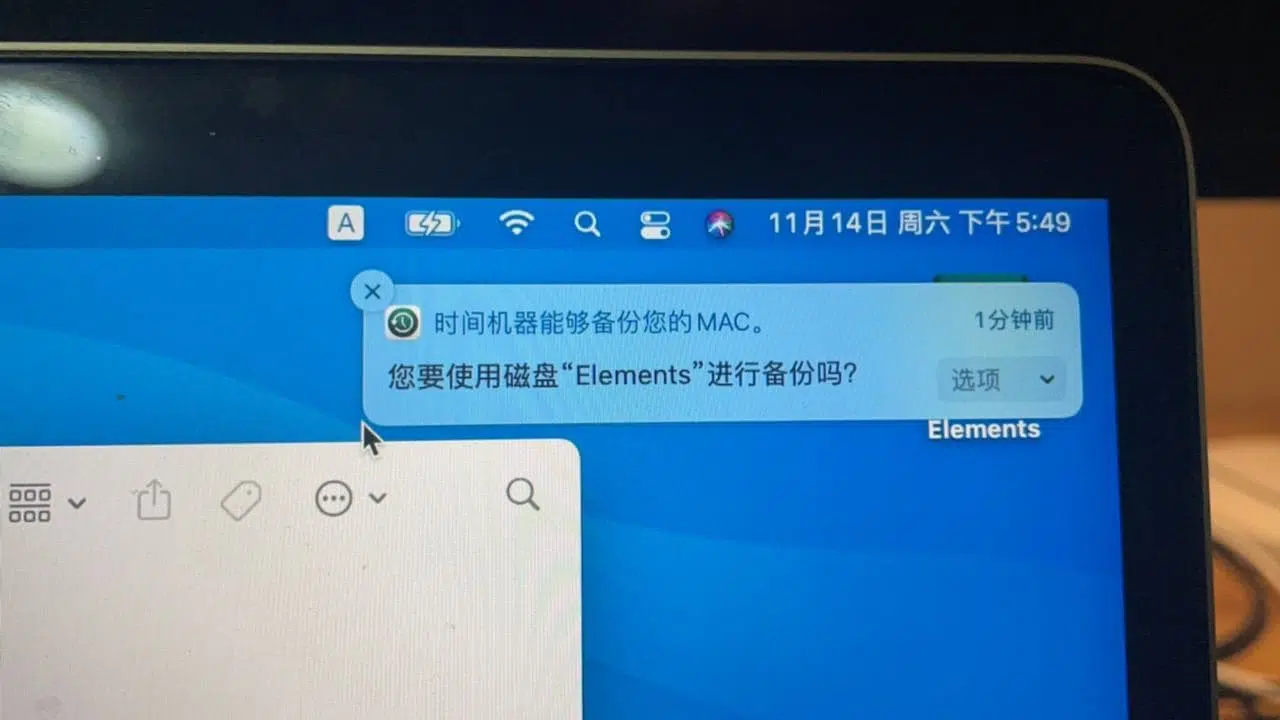 A
11月14日 周六 下午5:49
时间机器能够备份您的MAC。
1分钟前
您要使用磁盘“Elements”进行备份吗?
选项
Elements